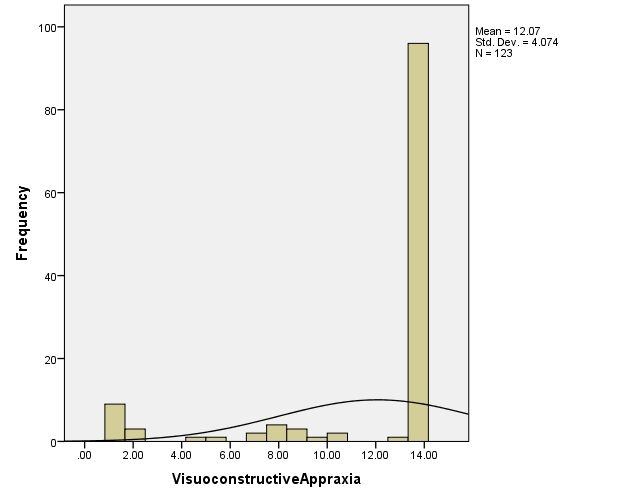 Mean = 12.07
Std. Dev. = 4.074
N = 123
100
80
60
40
20
0
Frequency
.00 2.00 4.00 6.00 8.00 10.00 12.00 14.00
VisuoconstructiveAppraxia